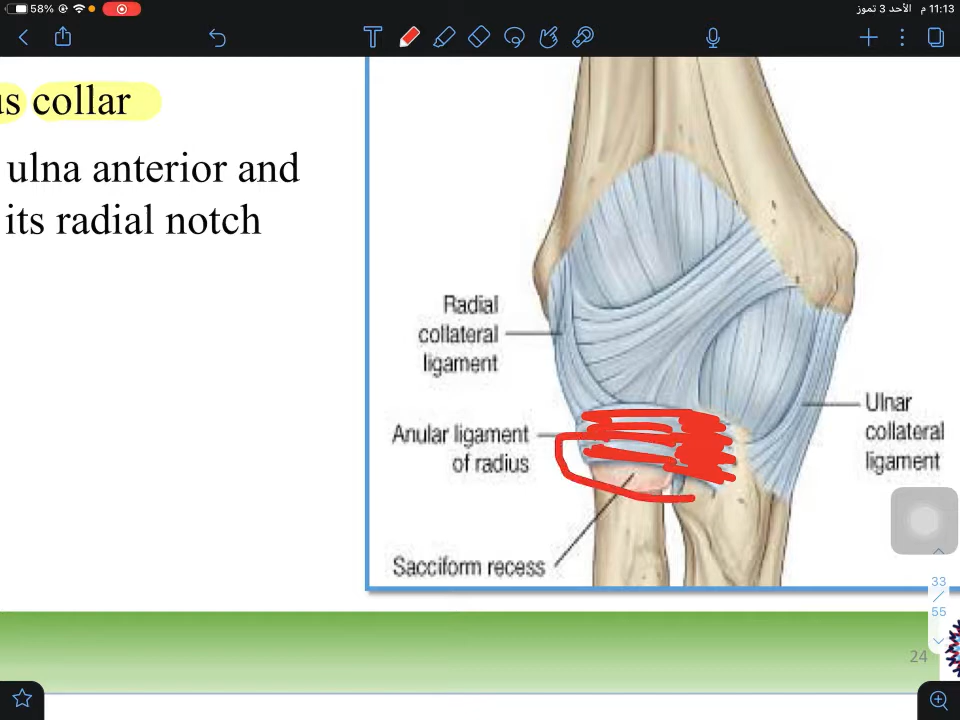 58%
11:13 م الأحد 3 تموز
us collar
ulna anterior and
its radial notch
Radial
collateral
ligament
Anular ligament
of radius
Sacciform recess
Ulnar
collateral
ligament
33
/
55
24